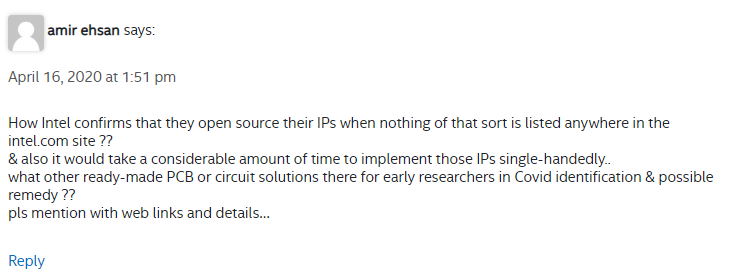 amir ehsan says:
April 16, 2020 at 1:51 pm
How Intel confirms that they open source their IPs when nothing of that sort is listed anywhere in the
intel.com site ??
& also it would take a considerable amount of time to implement those IPs single-handedly..
what other ready-made PCB or circuit solutions there for early researchers in Covid identification & possible
remedy ??
pls mention with web links and details...
Reply